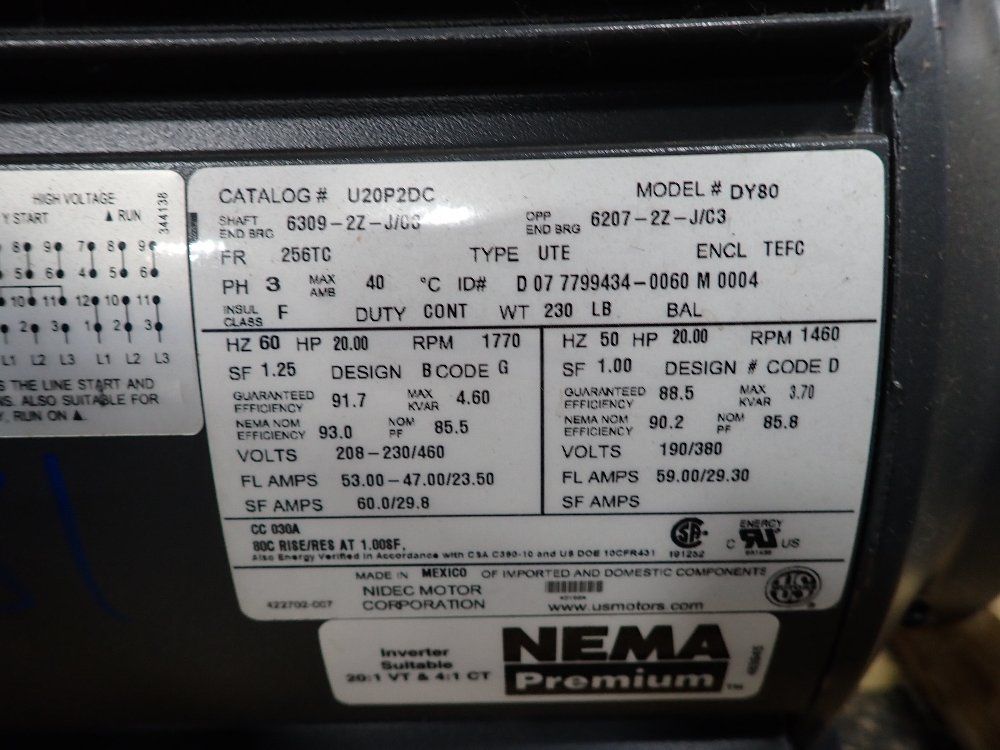 HIGH VOLTAGE
Y START ▲ RUN
344138
8 9 7 8 9
5 6 4 5 6
10 11 12 10 11
2 3 1 2 3
L1 L2 L3 L1 L2 L3
THE LINE START AND
ALSO SUITABLE FOR
RUN ON ▲.
CATALOG # U20P2DC MODEL # DY80
SHAFT END BRG 6309-2Z-J/C3 OPP END BRG 6207-2Z-J/C3
FR 256TC TYPE UTE ENCL TEFC
PH 3 MAX AMB 40 °C ID# D 07 7799434-0060 M 0004
INSUL CLASS F DUTY CONT WT 230 LB BAL
HZ 60 HP 20.00 RPM 1770
SF 1.25 DESIGN B CODE G
GUARANTEED EFFICIENCY 91.7 MAX KVAR 4.60
NEMA NOM EFFICIENCY 93.0 NOM PF 85.5
VOLTS 208-230/460
FL AMPS 53.00-47.00/23.50
SF AMPS 60.0/29.8
HZ 50 HP 20.00 RPM 1460
SF 1.00 DESIGN # CODE D
GUARANTEED EFFICIENCY 88.5 MAX KVAR 3.70
NEMA NOM EFFICIENCY 90.2 NOM PF 85.8
VOLTS 190/380
FL AMPS 59.00/29.30
SF AMPS
CC 030A
80C RISE/RES AT 1.00SF.
Also Energy Verified in Accordance with CSA C390-10 and US DOE 10CFR431
SA 191252
ENERGY
C UR US
MADE IN MEXICO OF IMPORTED AND DOMESTIC COMPONENTS
NIDEC MOTOR
422702-007 CORPORATION www.usmotors.com
Inverter
Suitable
20:1 VT & 4:1 CT
NEMA
Premium™